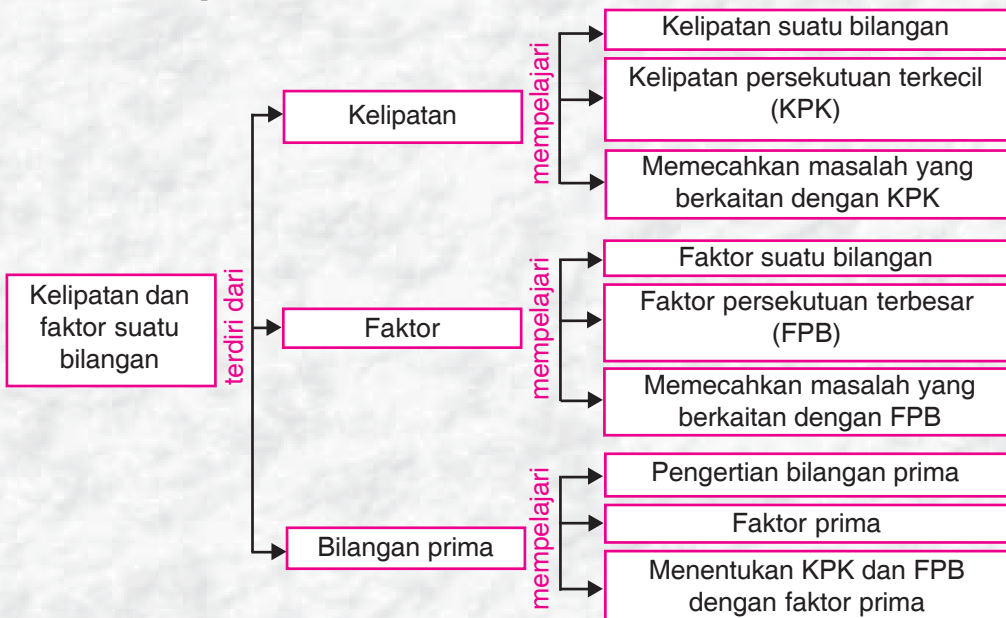 Kelipatan dan
faktor suatu
bilangan
terdiri dari
Kelipatan
mempelajari
Kelipatan suatu bilangan
Kelipatan persekutuan terkecil
(KPK)
Memecahkan masalah yang
berkaitan dengan KPK
Faktor
mempelajari
Faktor suatu bilangan
Faktor persekutuan terbesar
(FPB)
Memecahkan masalah yang
berkaitan dengan FPB
Bilangan prima
mempelajari
Pengertian bilangan prima
Faktor prima
Menentukan KPK dan FPB
dengan faktor prima